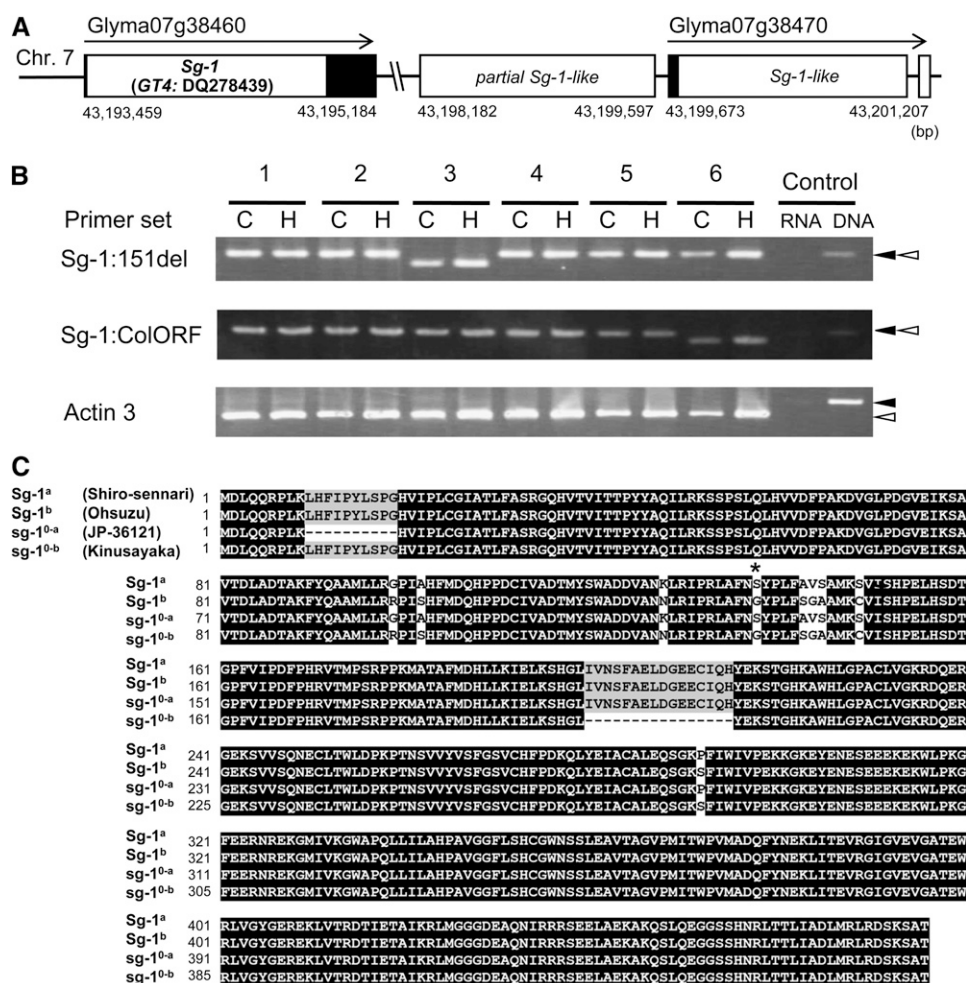 A
Glyma07g38460
Glyma07g38470
Chr. 7
Sg-1
(GT4: DQ278439)
partial Sg-1-like
Sg-1-like
43,193,459
43,195,184
43,198,182
43,199,597
43,199,673
43,201,207
(bp)
B
1 2 3 4 5 6 Control
Primer set C H C H C H C H C H C H RNA DNA
Sg-1:151del
Sg-1:ColORF
Actin 3
C
Sg-1a (Shiro-sennari) 1 MDLQQRPLKLHFIPYLSPGHVIPLCGIATLFASRGQHVTVITTPYYAQILRKSSPSLQLHVVDFPAKDVGLPDGVEIKSA
Sg-1b (Ohsuzu) 1 MDLQQRPLKLHFIPYLSPGHVIPLCGIATLFASRGQHVTVITTPYYAQILRKSSPSLQLHVVDFPAKDVGLPDGVEIKSA
sg-10-a (JP-36121) 1 MDLQQRPLK----------HVIPLCGIATLFASRGQHVTVITTPYYAQILRKSSPSLQLHVVDFPAKDVGLPDGVEIKSA
sg-10-b (Kinusayaka) 1 MDLQQRPLKLHFIPYLSPGHVIPLCGIATLFASRGQHVTVITTPYYAQILRKSSPSLQLHVVDFPAKDVGLPDGVEIKSA
*
Sg-1a 81 VTDLADTAKFYQAAMLLRGPIAHFMDQHPPDCIVADTMYSWADDVANKLRIPRLAFNSYPLFAVSAMKSVISHPELHSDT
Sg-1b 81 VTDLADTAKFYQAAMLLRRPISHFMDQHPPDCIVADTMYSWADDVANNLRIPRLAFNGYPLFSGAAMKCVISHPELHSDT
sg-10-a 71 VTDLADTAKFYQAAMLLRGPIAHFMDQHPPDCIVADTMYSWADDVANKLRIPRLAFNSYPLFAVSAMKSVISHPELHSDT
sg-10-b 81 VTDLADTAKFYQAAMLLRRPISHFMDQHPPDCIVADTMYSWADDVANNLRIPRLAFNGYPLFSGAAMKCVISHPELHSDT
Sg-1a 161 GPFVIPDFPHRVTMPSRPPKMATAFMDHLLKIELKSHGLIVNSFAELDGEECIQHYEKSTGHKAWHLGPACLVGKRDQER
Sg-1b 161 GPFVIPDFPHRVTMPSRPPKMATAFMDHLLKIELKSHGLIVNSFAELDGEECIQHYEKSTGHKAWHLGPACLVGKRDQER
sg-10-a 151 GPFVIPDFPHRVTMPSRPPKMATAFMDHLLKIELKSHGLIVNSFAELDGEECIQHYEKSTGHKAWHLGPACLVGKRDQER
sg-10-b 161 GPFVIPDFPHRVTMPSRPPKMATAFMDHLLKIELKSHGL----------------YEKSTGHKAWHLGPACLVGKRDQER
Sg-1a 241 GEKSVVSQNECLTWLDPKPTNSVVYVSFGSVCHFPDKQLYEIACALEQSGKPFIWIVPEKKGKEYENESEEEKEKWLPKG
Sg-1b 241 GEKSVVSQNECLTWLDPKPTNSVVYVSFGSVCHFPDKQLYEIACALEQSGKSFIWIVPEKKGKEYENESEEEKEKWLPKG
sg-10-a 231 GEKSVVSQNECLTWLDPKPTNSVVYVSFGSVCHFPDKQLYEIACALEQSGKPFIWIVPEKKGKEYENESEEEKEKWLPKG
sg-10-b 225 GEKSVVSQNECLTWLDPKPTNSVVYVSFGSVCHFPDKQLYEIACALEQSGKSFIWIVPEKKGKEYENESEEEKEKWLPKG
Sg-1a 321 FEERNREKGMIVKGWAPQLLILAHPAVGGFLSHCGWNSSLEAVTAGVPMITWPVMADQFYNEKLITEVRGIGVEVGATEW
Sg-1b 321 FEERNREKGMIVKGWAPQLLILAHPAVGGFLSHCGWNSSLEAVTAGVPMITWPVMADQFYNEKLITEVRGIGVEVGATEW
sg-10-a 311 FEERNREKGMIVKGWAPQLLILAHPAVGGFLSHCGWNSSLEAVTAGVPMITWPVMADQFYNEKLITEVRGIGVEVGATEW
sg-10-b 305 FEERNREKGMIVKGWAPQLLILAHPAVGGFLSHCGWNSSLEAVTAGVPMITWPVMADQFYNEKLITEVRGIGVEVGATEW
Sg-1a 401 RLVGYGEREKLVTRDTIETAIKRLMGGGDEAQNIRRRSEELAEKAKQSLQEGGSSHNRLTTLIADLMRLRDSKSAT
Sg-1b 401 RLVGYGEREKLVTRDTIETAIKRLMGGGDEAQNIRRRSEELAEKAKQSLQEGGSSHNRLTTLIADLMRLRDSKSAT
sg-10-a 391 RLVGYGEREKLVTRDTIETAIKRLMGGGDEAQNIRRRSEELAEKAKQSLQEGGSSHNRLTTLIADLMRLRDSKSAT
sg-10-b 385 RLVGYGEREKLVTRDTIETAIKRLMGGGDEAQNIRRRSEELAEKAKQSLQEGGSSHNRLTTLIADLMRLRDSKSAT